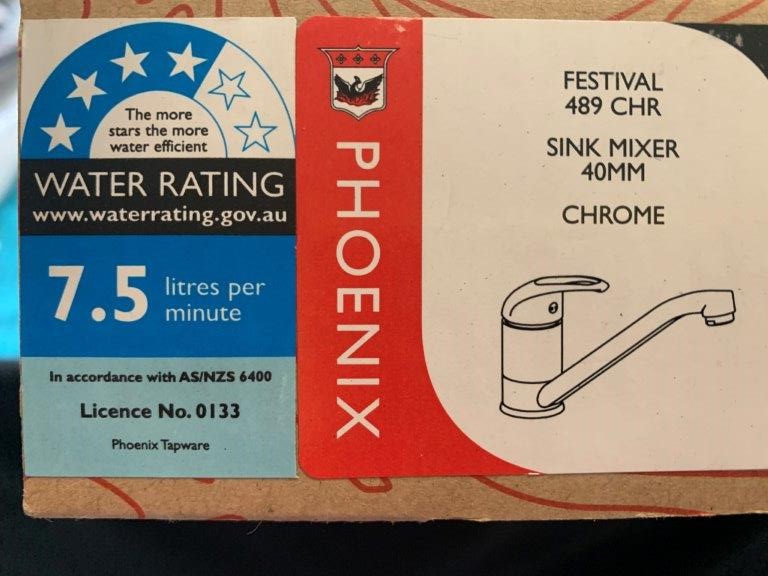 The more
stars the more
water efficient
WATER RATING
www.waterrating.gov.au
7.5 litres per
minute
In accordance with AS/NZS 6400
Licence No. 0133
Phoenix Tapware
PHOENIX
FESTIVAL
489 CHR
SINK MIXER
40MM
CHROME